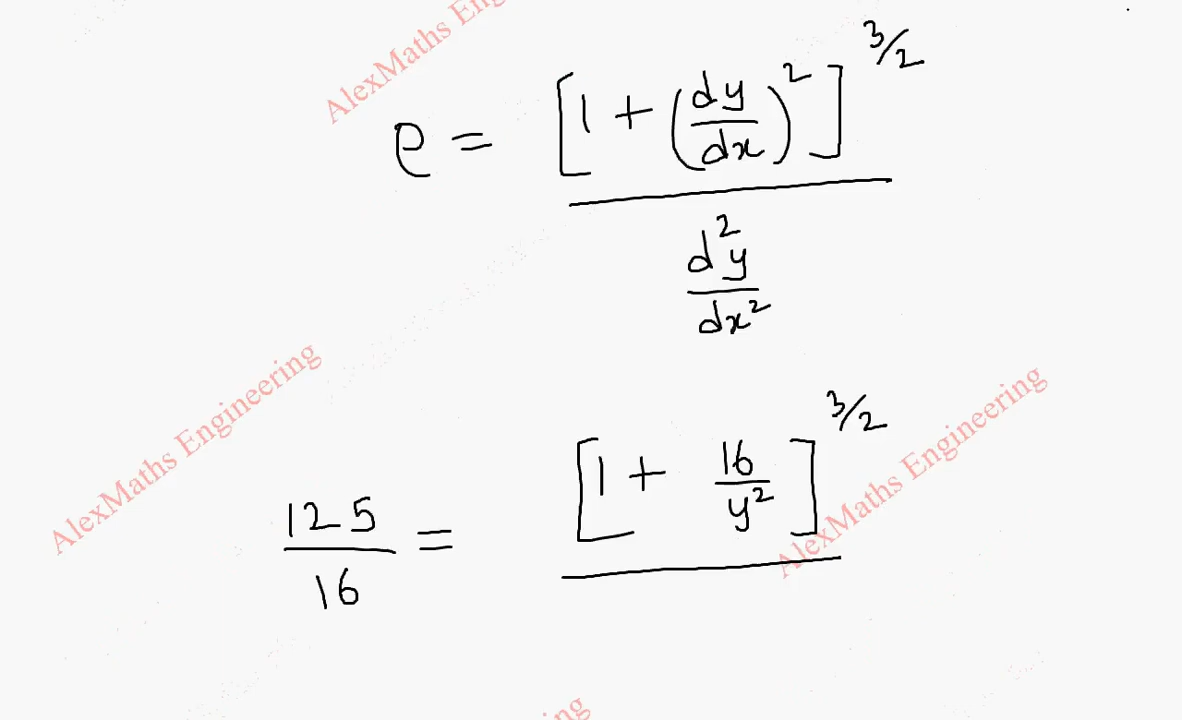 AlexMaths Eng
ρ = [1 + (dy/dx)²]^3/2
d²y/dx²
AlexMaths Engineering
AlexMaths Engineering
125/16 = [1 + 16/y²]^3/2
ng